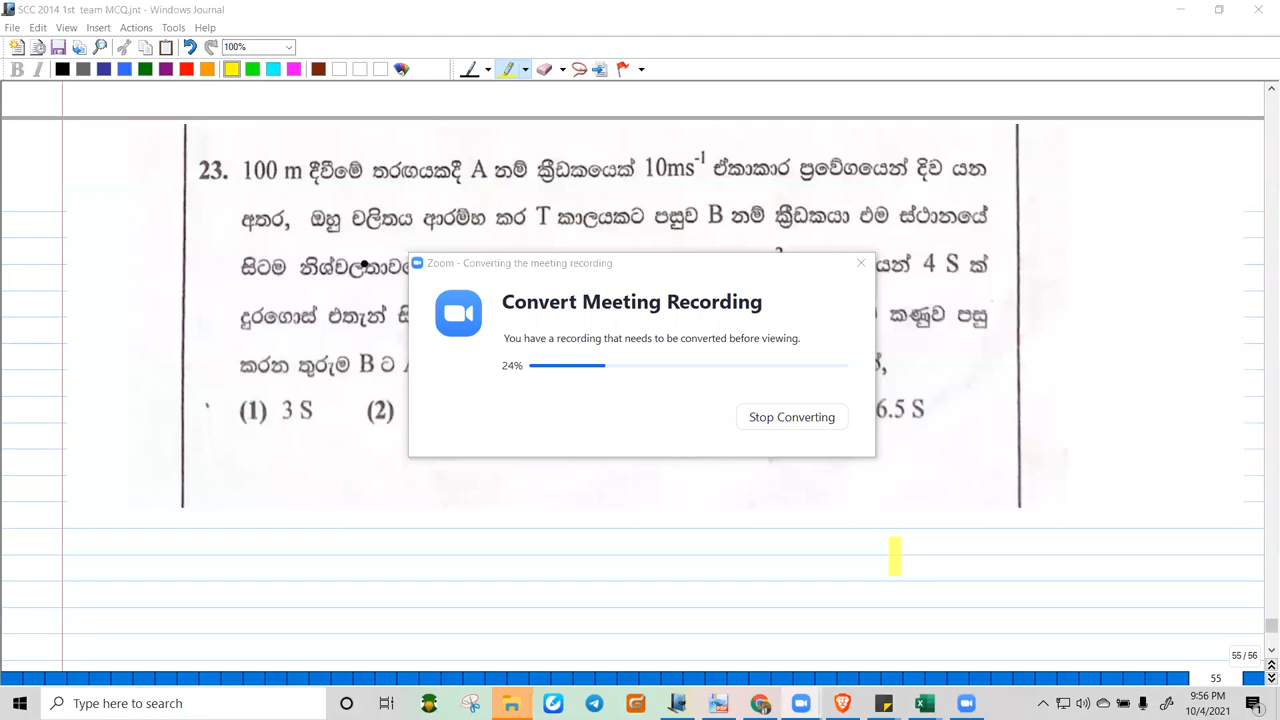 SCC 2014 1st team MCQ.jnt - Windows Journal
File Edit View Insert Actions Tools Help
100%
B I
23. 100 m දිවීමේ තරඟයකදී A නම් ක්‍රීඩකයෙක් 10ms-1 ඒකාකාර ප්‍රවේගයෙන් දිව යන
අතර, ඔහු චලිතය ආරම්භ කර T කාලයකට පසුව B නම් ක්‍රීඩකයා එම ස්ථානයේ
සිටම නිශ්චලතාවයෙ යන් 4 S ක්
Zoom - Converting the meeting recording
Convert Meeting Recording
දුරගොස් එතැන් සි කණුව පසු
You have a recording that needs to be converted before viewing.
කරන තුරුම B ට
24%
(1) 3 S (2) 6.5 S
Stop Converting
55 / 56
55
Type here to search
9:56 PM
10/4/2021
1